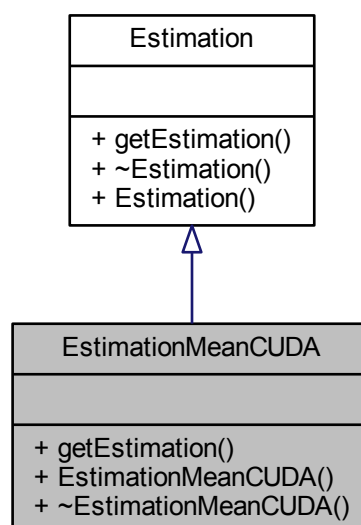 Estimation
+ getEstimation()
+ ~Estimation()
+ Estimation()
EstimationMeanCUDA
+ getEstimation()
+ EstimationMeanCUDA()
+ ~EstimationMeanCUDA()